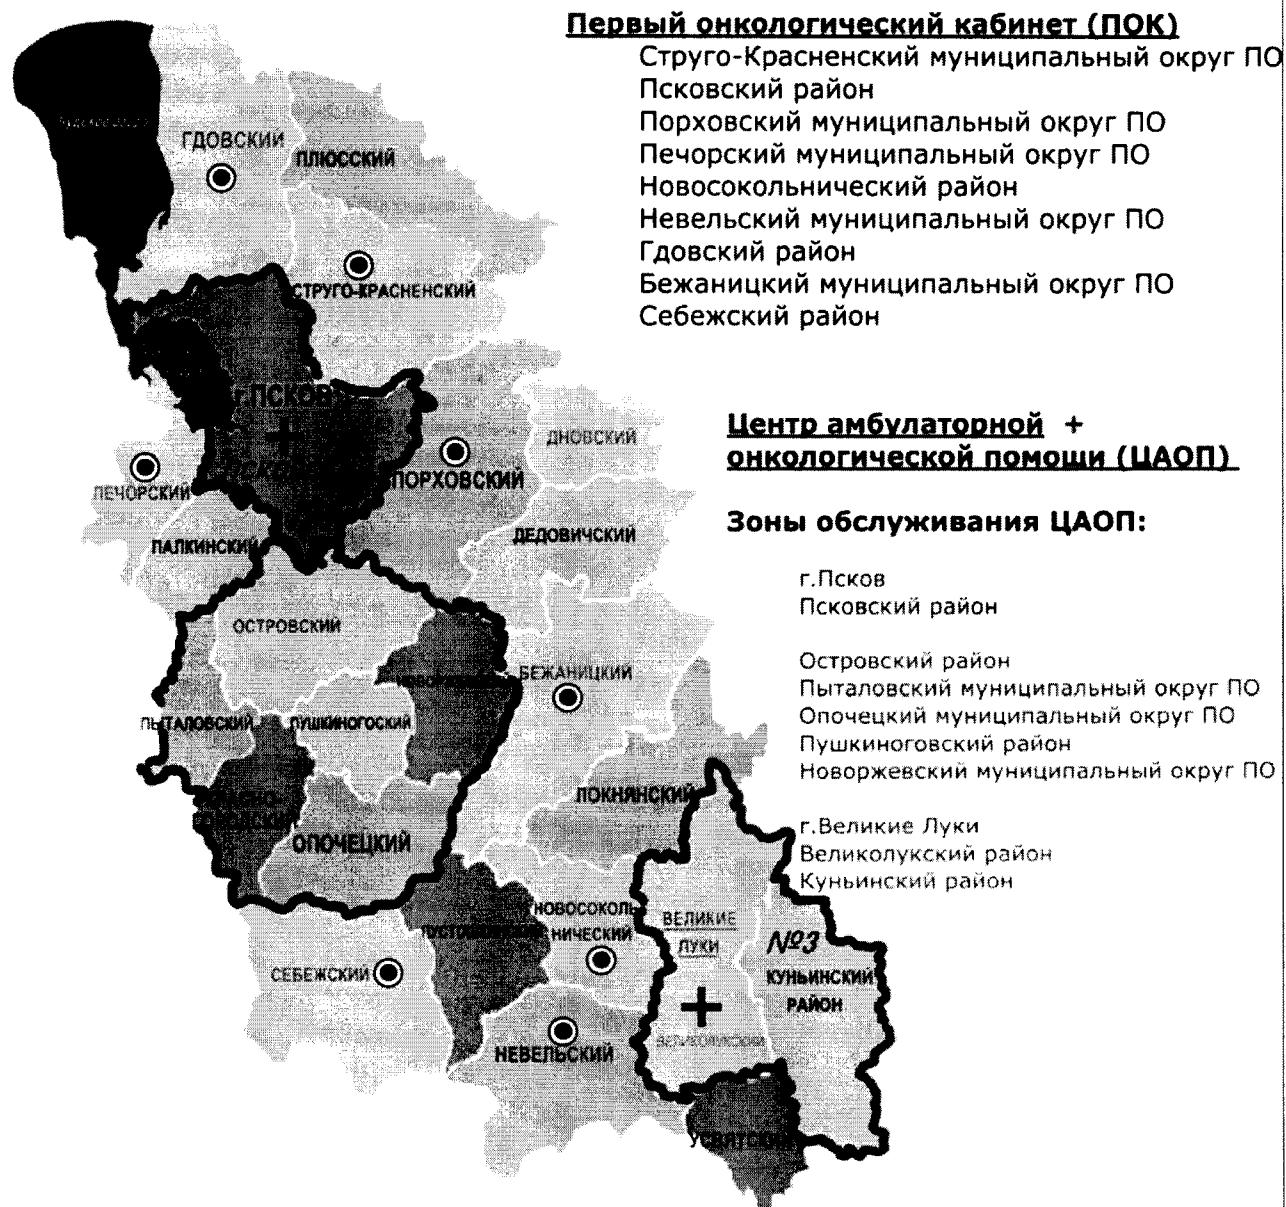 Первый онкологический кабинет (ПОК)
Струго-Красненский муниципальный округ ПО
Псковский район
Порховский муниципальный округ ПО
Печорский муниципальный округ ПО
Новосокольнический район
Невельский муниципальный округ ПО
Гдовский район
Бежаницкий муниципальный округ ПО
Себежский район
ГДОВСКИЙ
ПЛЮССКИЙ
СТРУГО-КРАСНЕНСКИЙ
г.ПСКОВ
+
ДНОВСКИЙ
ПОРХОВСКИЙ
ПЕЧОРСКИЙ
ДЕДОВИЧСКИЙ
ПАЛКИНСКИЙ
Центр амбулаторной +
онкологической помощи (ЦАОП)
Зоны обслуживания ЦАОП:
г.Псков
Псковский район
Островский район
Пыталовский муниципальный округ ПО
Опочецкий муниципальный округ ПО
Пушкиноговский район
Новоржевский муниципальный округ ПО
г.Великие Луки
Великолукский район
Куньинский район
ОСТРОВСКИЙ
БЕЖАНИЦКИЙ
ПЫТАЛОВСКИЙ
ПУШКИНОГОСКИЙ
ЛОКНЯНСКИЙ
ОПОЧЕЦКИЙ
НОВОСОКОЛЬ
НИЧЕСКИЙ
ВЕЛИКИЕ
ЛУКИ
№3
КУНЬИНСКИЙ
РАЙОН
СЕБЕЖСКИЙ
+
ВЕЛИКОЛУКСКИЙ
НЕВЕЛЬСКИЙ
УСВЯТСКИЙ